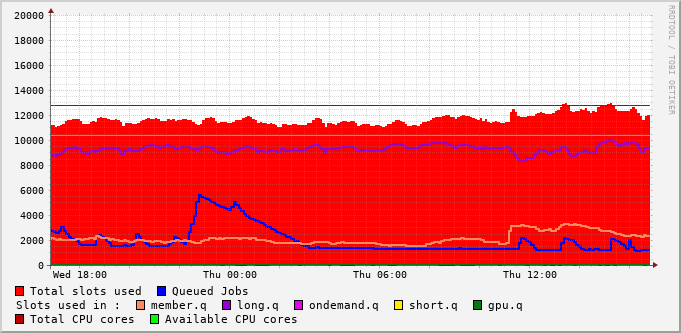 20000
18000
16000
14000
12000
10000
8000
6000
4000
2000
0
Wed 18:00 Thu 00:00 Thu 06:00 Thu 12:00
RRDTOOL / TOBI OETIKER
Total slots used Queued Jobs
Slots used in : member.q long.q ondemand.q short.q gpu.q
Total CPU cores Available CPU cores